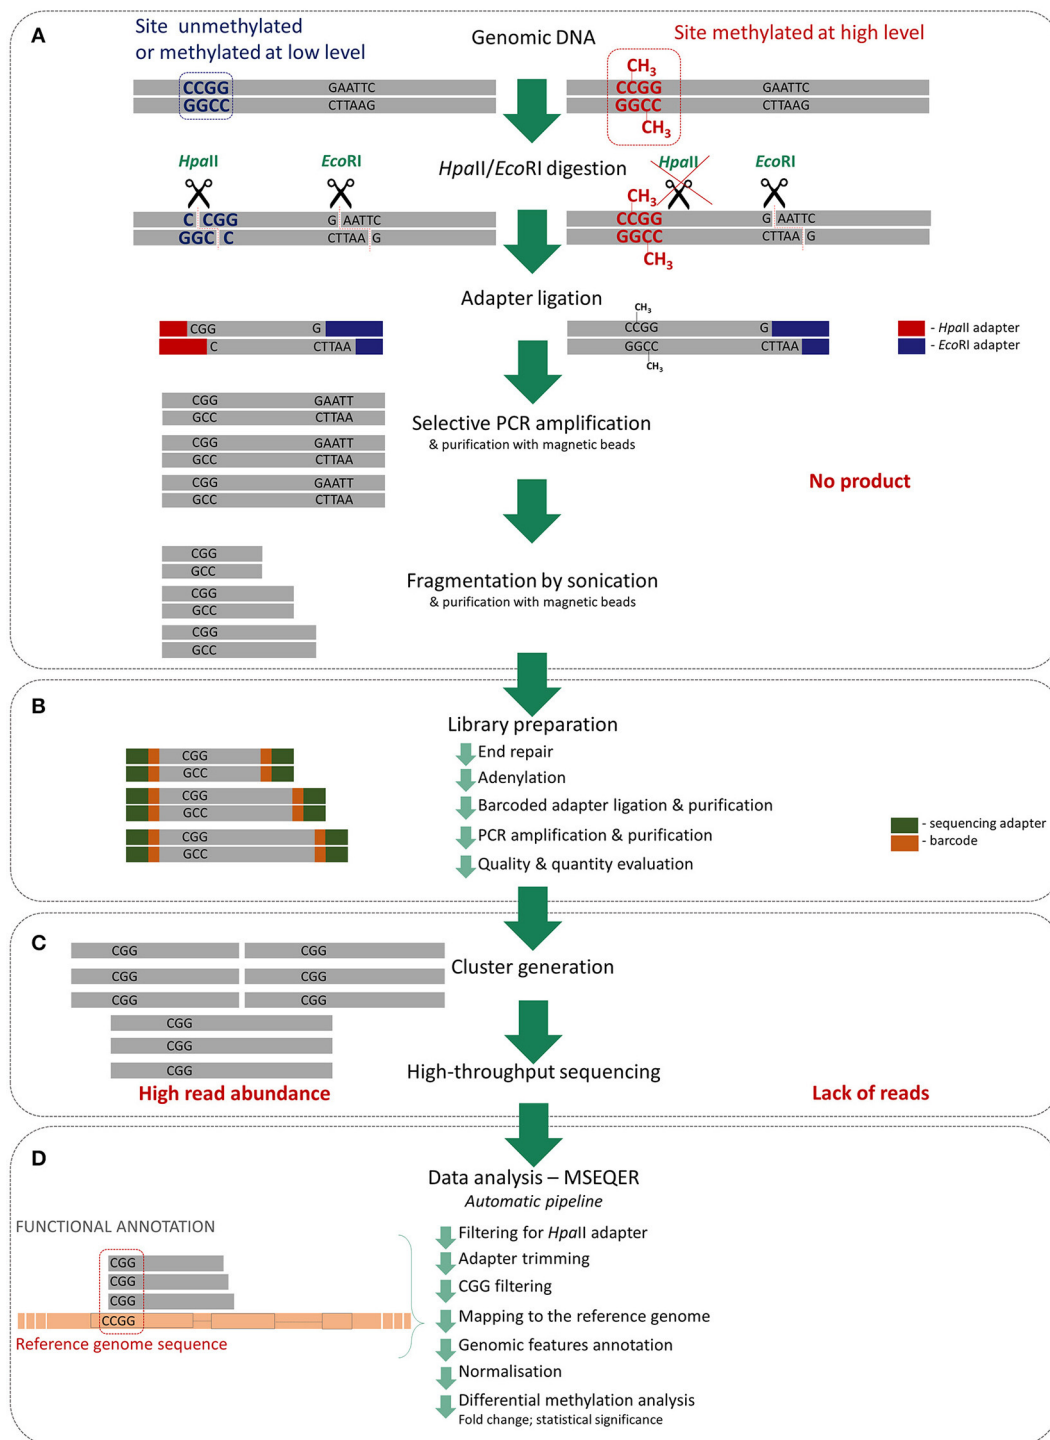 A
Site unmethylated
or methylated at low level
Genomic DNA
Site methylated at high level
CH3
CCGG
GAATTC
CCGG
GAATTC
GGCC
CTTAAG
GGCC
CTTAAG
CH3
HpaII
EcoRI
HpaII/EcoRI digestion
HpaII
EcoRI
CH3
C CGG
G AATTC
CCGG
G AATTC
GGC C
CTTAA G
GGCC
CTTAA G
CH3
Adapter ligation
CH3
CGG
G
CCGG
G
- HpaII adapter
C
CTTAA
GGCC
CTTAA
- EcoRI adapter
CH3
CGG
GAATT
GCC
CTTAA
CGG
GAATT
GCC
CTTAA
CGG
GAATT
GCC
CTTAA
Selective PCR amplification
& purification with magnetic beads
No product
CGG
GCC
CGG
GCC
CGG
GCC
Fragmentation by sonication
& purification with magnetic beads
B
Library preparation
End repair
Adenylation
Barcoded adapter ligation & purification
PCR amplification & purification
Quality & quantity evaluation
CGG
GCC
CGG
GCC
CGG
GCC
- sequencing adapter
- barcode
C
CGG
CGG
CGG
CGG
CGG
CGG
CGG
CGG
CGG
Cluster generation
High-throughput sequencing
High read abundance
Lack of reads
D
Data analysis – MSEQER
Automatic pipeline
FUNCTIONAL ANNOTATION
CGG
CGG
CGG
CCGG
Reference genome sequence
Filtering for HpaII adapter
Adapter trimming
CGG filtering
Mapping to the reference genome
Genomic features annotation
Normalisation
Differential methylation analysis
Fold change; statistical significance